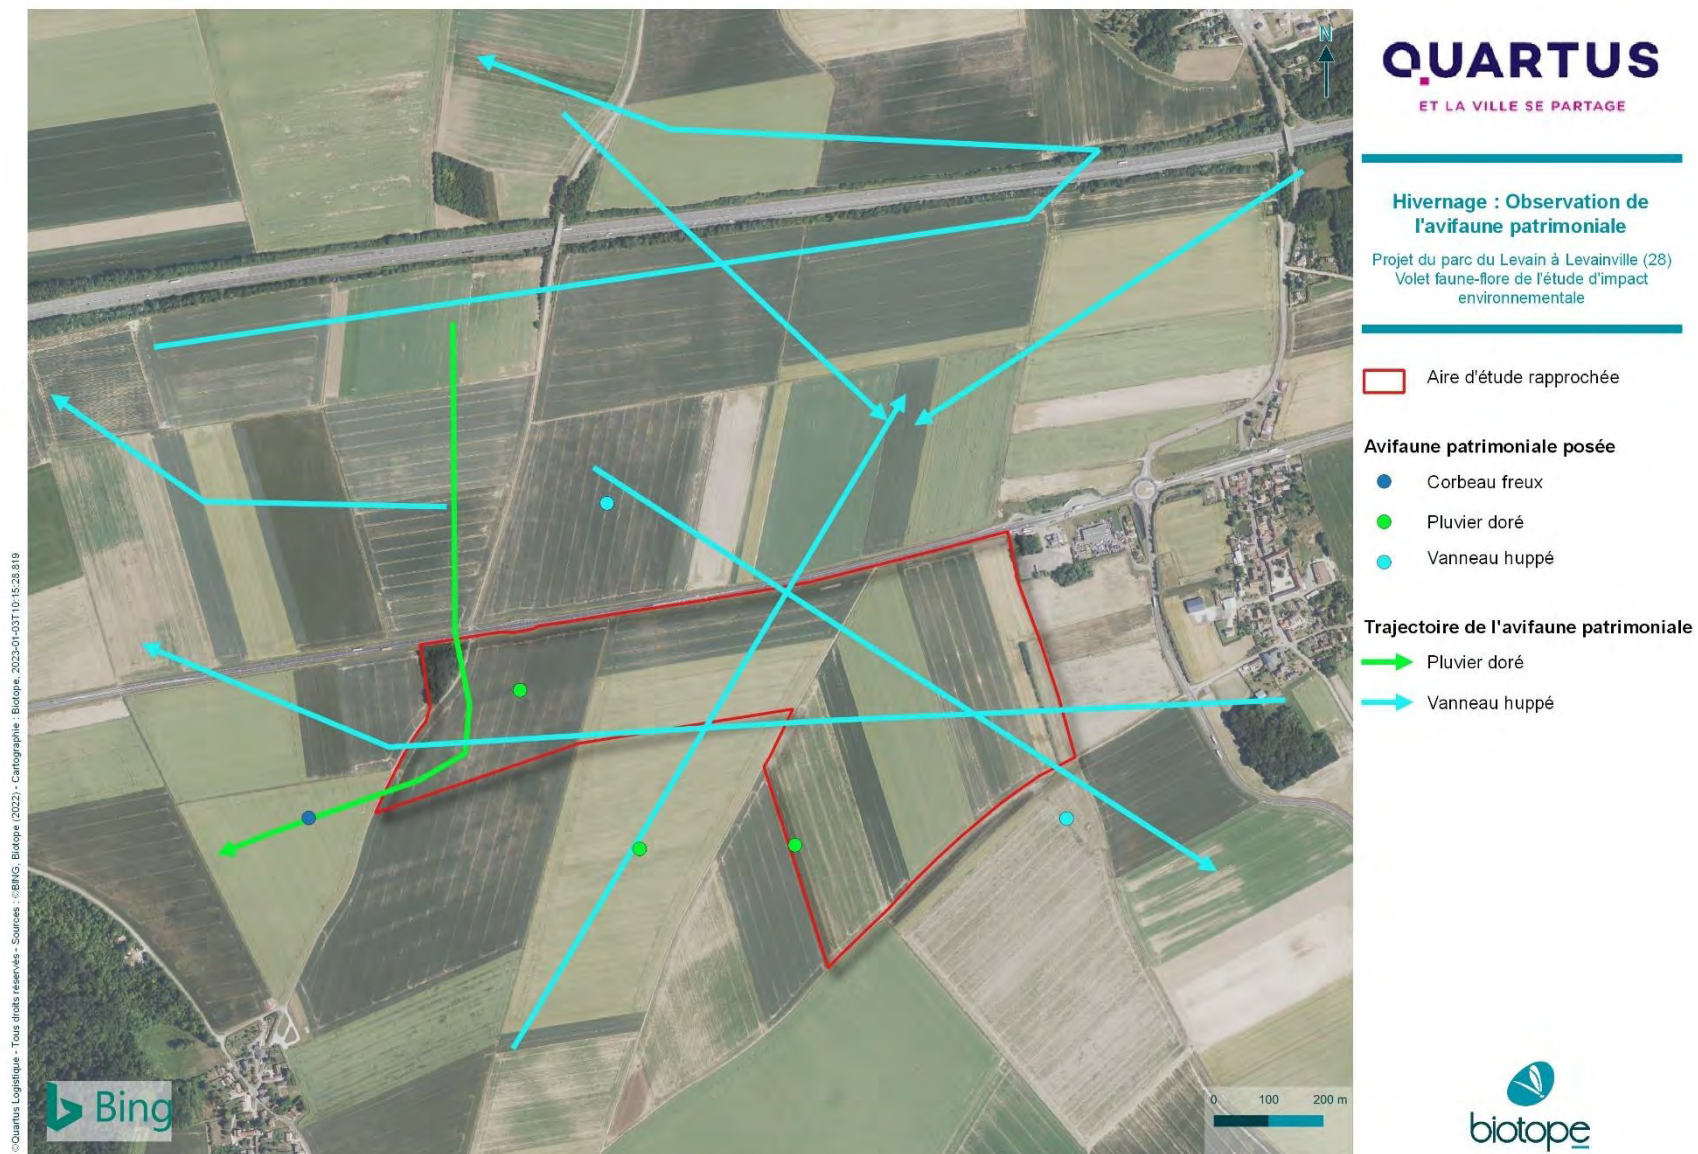 N
QUARTUS
ET LA VILLE SE PARTAGE
Hivernage : Observation de
l'avifaune patrimoniale
Projet du parc du Levain à Levainville (28)
Volet faune-flore de l'étude d'impact
environnementale
Aire d'étude rapprochée
Avifaune patrimoniale posée
Corbeau freux
Pluvier doré
Vanneau huppé
Trajectoire de l'avifaune patrimoniale
Pluvier doré
Vanneau huppé
©Quartus Logistique - Tous droits réservés - Sources : ©BING, Biotope (2022) - Cartographie : Biotope, 2023-01-03T10:15:28.819
Bing
0 100 200 m
biotope